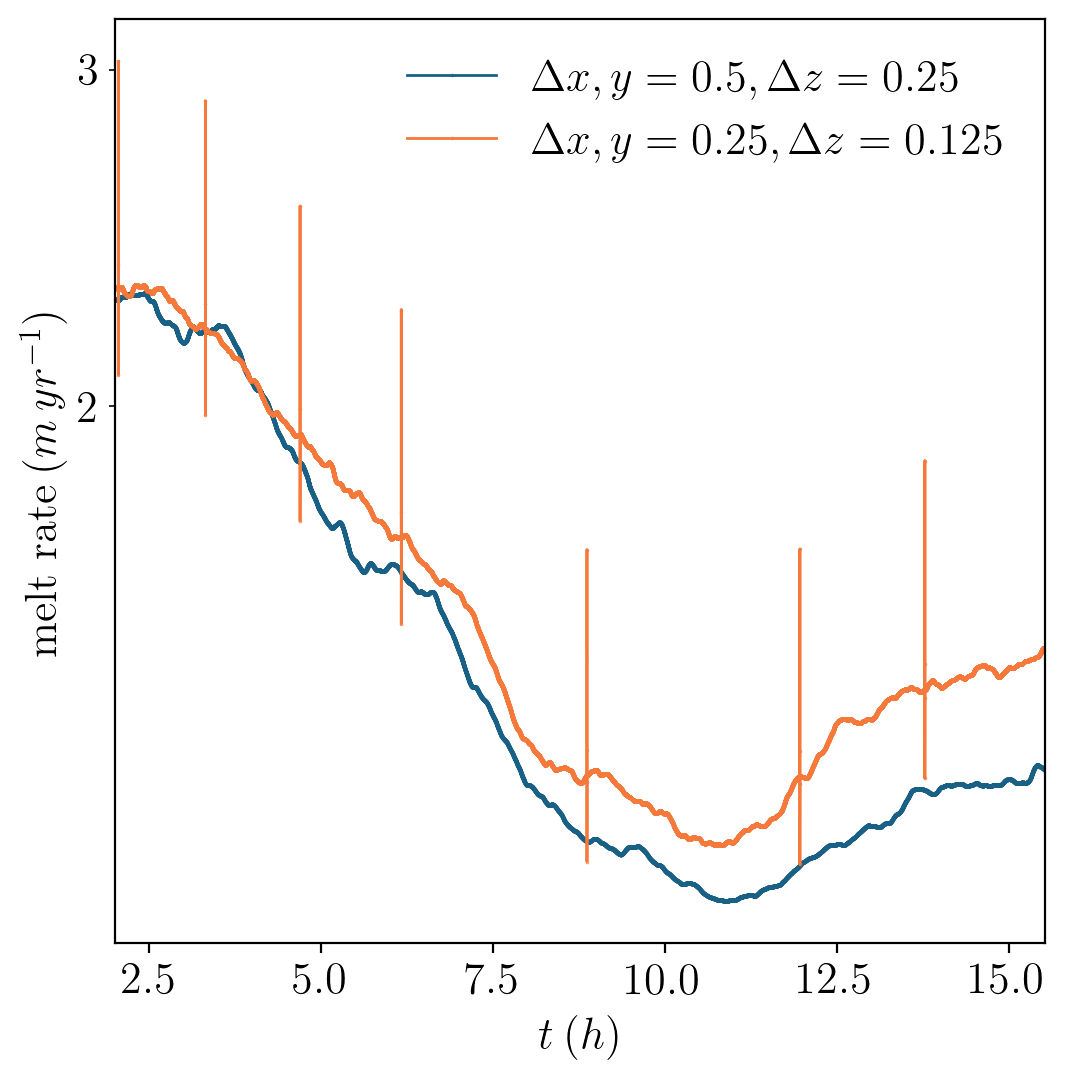 3
2
melt rate (m yr⁻¹)
Δx, y = 0.5, Δz = 0.25
Δx, y = 0.25, Δz = 0.125
2.5 5.0 7.5 10.0 12.5 15.0
t (h)